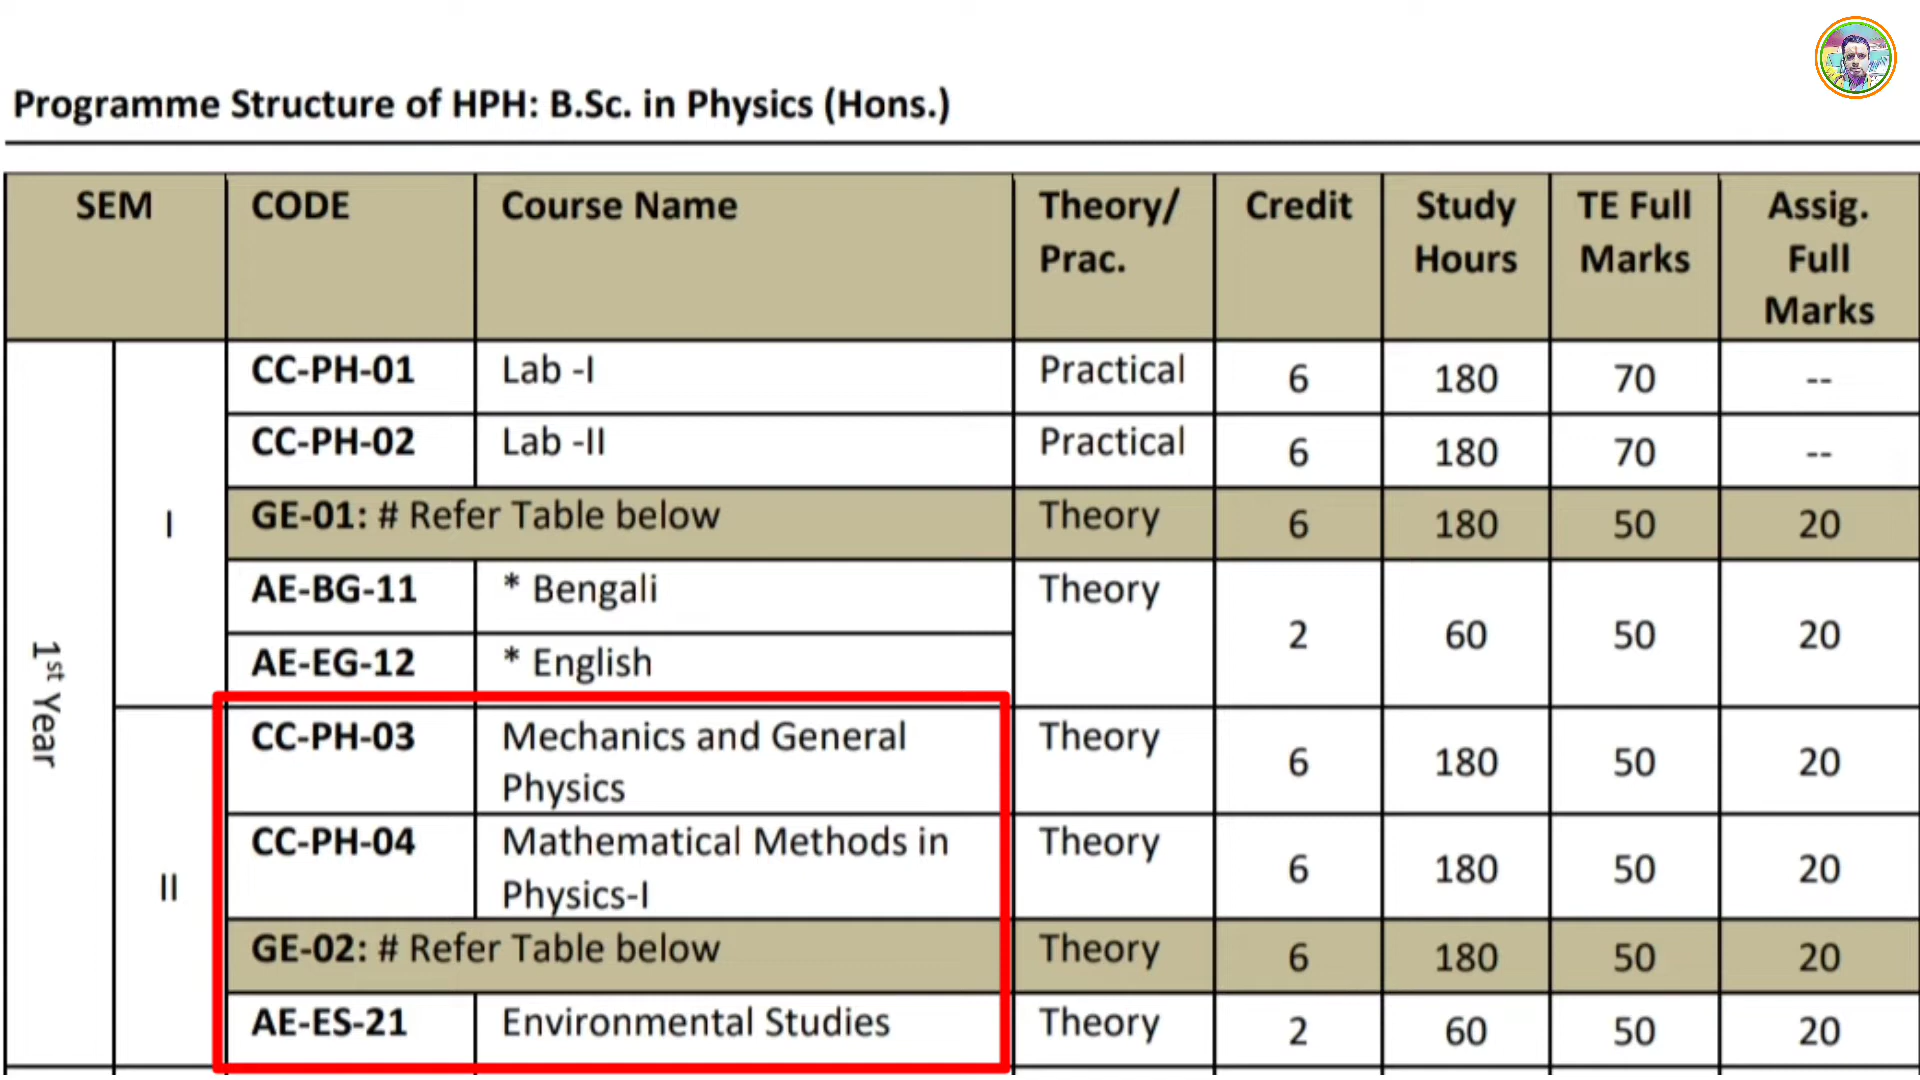 Programme Structure of HPH: B.Sc. in Physics (Hons.)
SEM CODE Course Name Theory/ Prac. Credit Study Hours TE Full Marks Assig. Full Marks
1st Year
I
CC-PH-01 Lab -I Practical 6 180 70 --
CC-PH-02 Lab -II Practical 6 180 70 --
GE-01: # Refer Table below Theory 6 180 50 20
AE-BG-11 * Bengali Theory 2 60 50 20
AE-EG-12 * English
II
CC-PH-03 Mechanics and General Physics Theory 6 180 50 20
CC-PH-04 Mathematical Methods in Physics-I Theory 6 180 50 20
GE-02: # Refer Table below Theory 6 180 50 20
AE-ES-21 Environmental Studies Theory 2 60 50 20